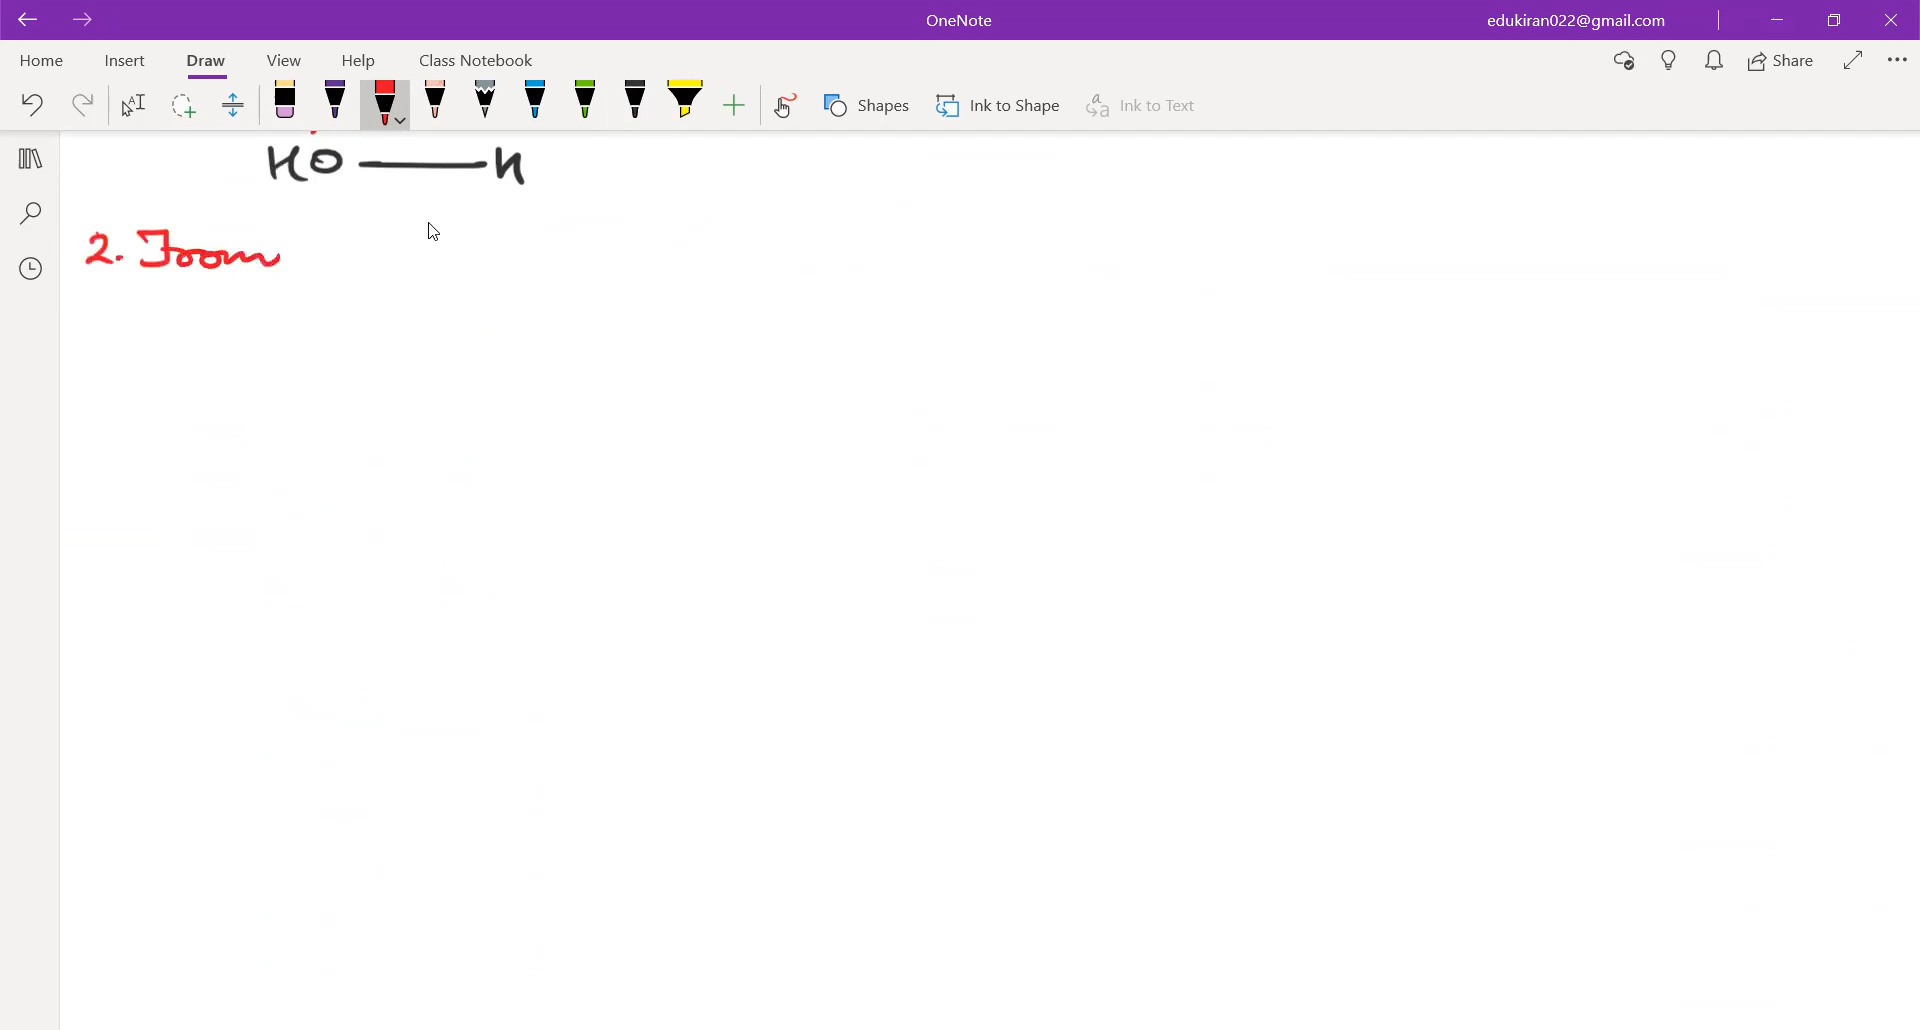 OneNote
edukiran022@gmail.com
Home Insert Draw View Help Class Notebook
Share
Shapes Ink to Shape Ink to Text
HO — H
2. From